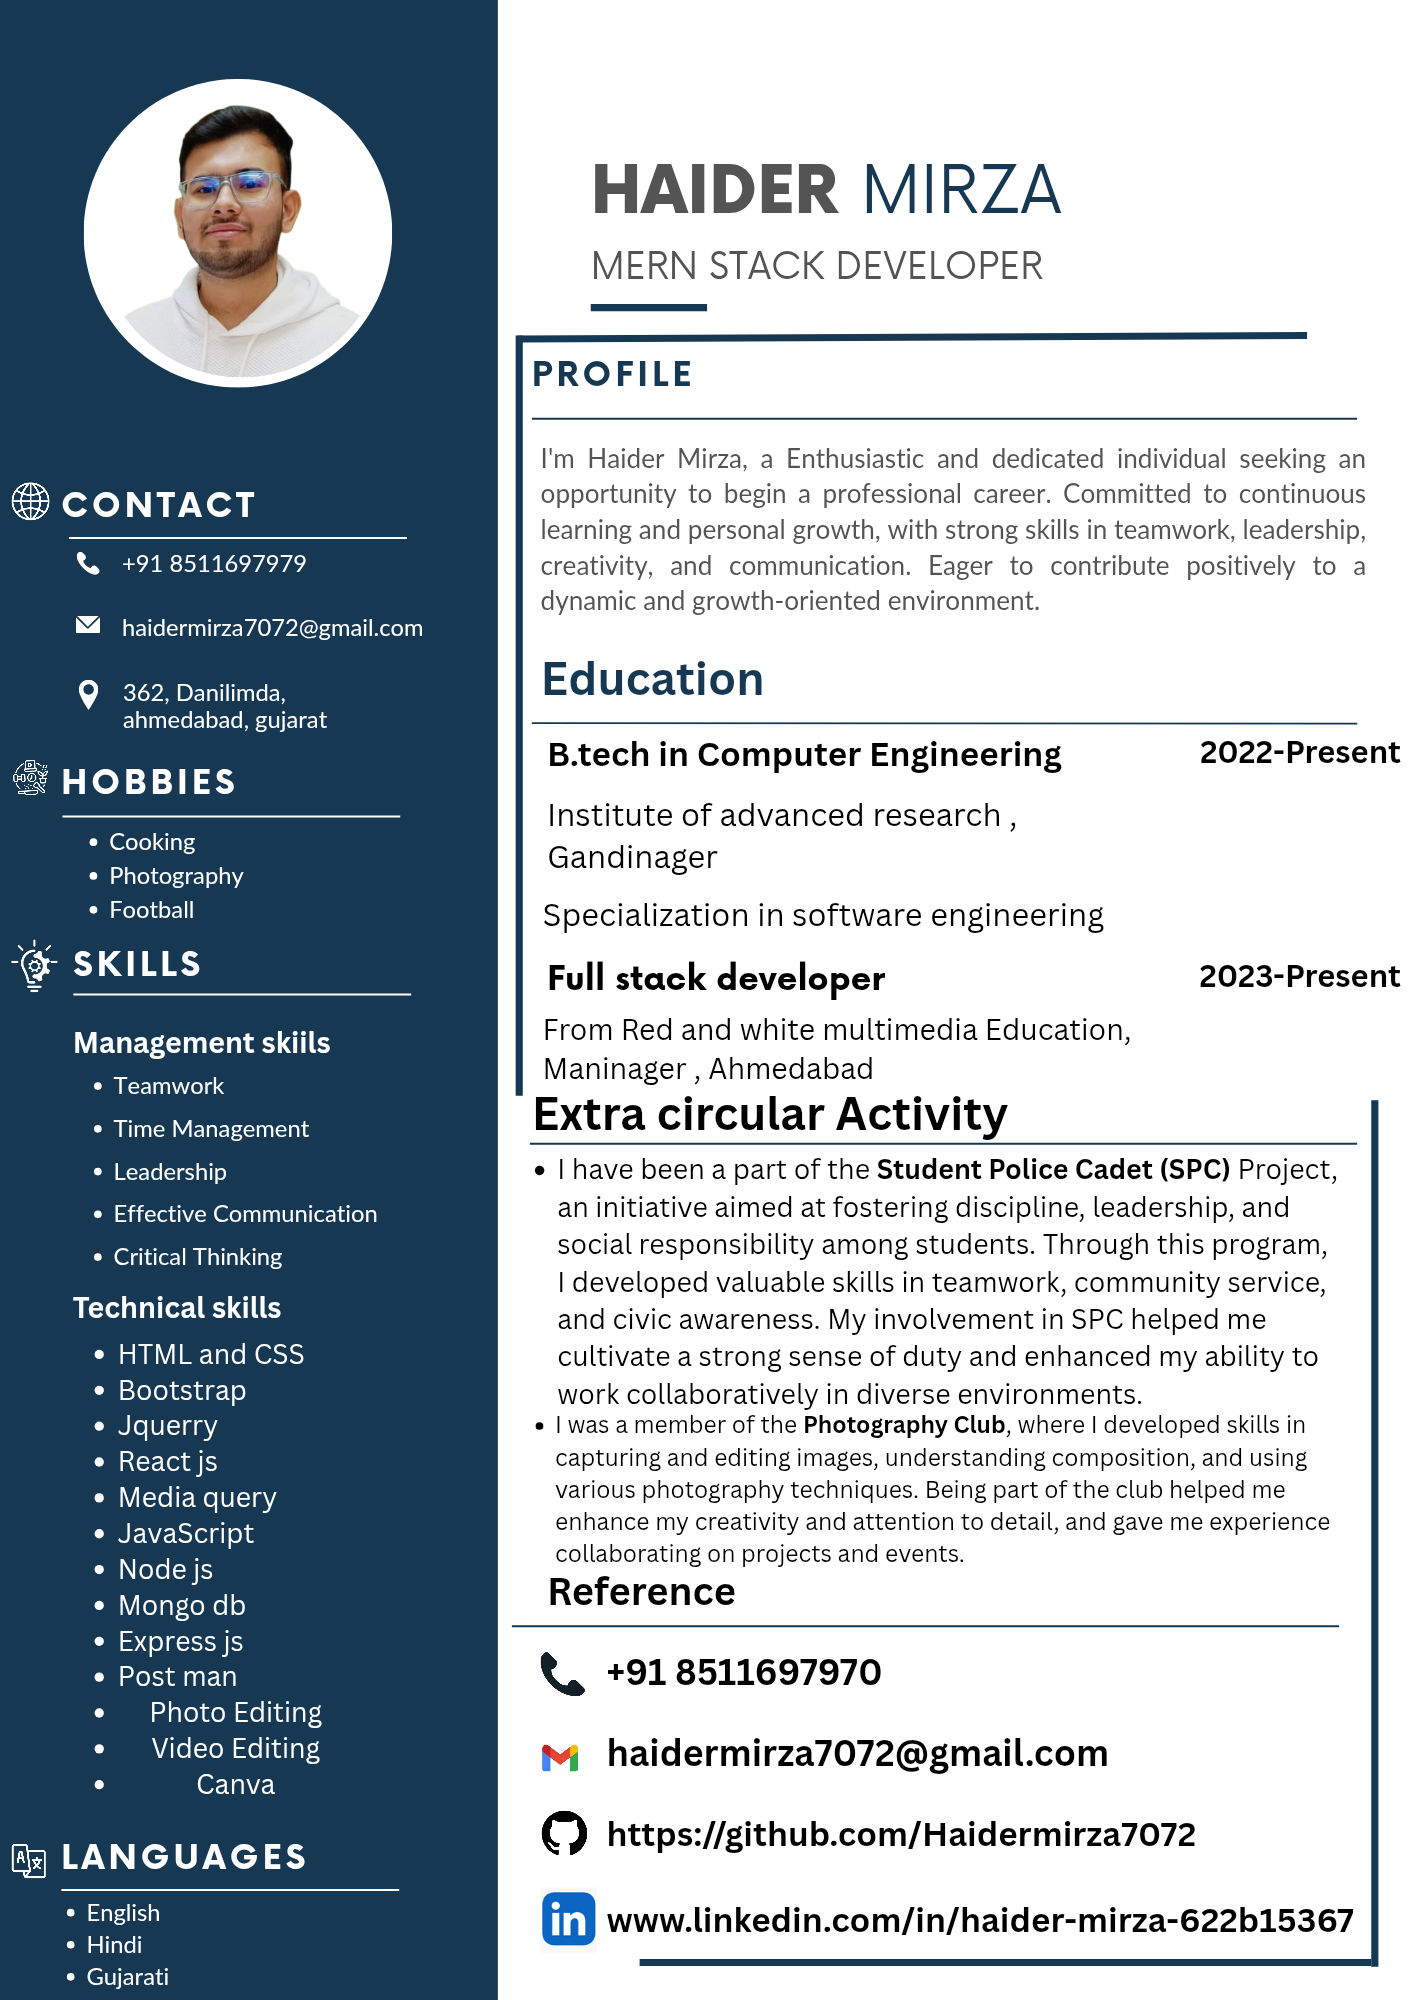 HAIDER MIRZA
MERN STACK DEVELOPER
CONTACT
+91 8511697979
haidermirza7072@gmail.com
362, Danilimda,
ahmedabad, gujarat
HOBBIES
• Cooking
• Photography
• Football
SKILLS
Management skiils
• Teamwork
• Time Management
• Leadership
• Effective Communication
• Critical Thinking
Technical skills
• HTML and CSS
• Bootstrap
• Jquerry
• React js
• Media query
• JavaScript
• Node js
• Mongo db
• Express js
• Post man
• Photo Editing
• Video Editing
• Canva
LANGUAGES
• English
• Hindi
• Gujarati
PROFILE
I'm Haider Mirza, a Enthusiastic and dedicated individual seeking an
opportunity to begin a professional career. Committed to continuous
learning and personal growth, with strong skills in teamwork, leadership,
creativity, and communication. Eager to contribute positively to a
dynamic and growth-oriented environment.
Education
B.tech in Computer Engineering 2022-Present
Institute of advanced research ,
Gandinager
Specialization in software engineering
Full stack developer 2023-Present
From Red and white multimedia Education,
Maninager , Ahmedabad
Extra circular Activity
• I have been a part of the Student Police Cadet (SPC) Project,
an initiative aimed at fostering discipline, leadership, and
social responsibility among students. Through this program,
I developed valuable skills in teamwork, community service,
and civic awareness. My involvement in SPC helped me
cultivate a strong sense of duty and enhanced my ability to
work collaboratively in diverse environments.
• I was a member of the Photography Club, where I developed skills in
capturing and editing images, understanding composition, and using
various photography techniques. Being part of the club helped me
enhance my creativity and attention to detail, and gave me experience
collaborating on projects and events.
Reference
+91 8511697970
haidermirza7072@gmail.com
https://github.com/Haidermirza7072
in www.linkedin.com/in/haider-mirza-622b15367